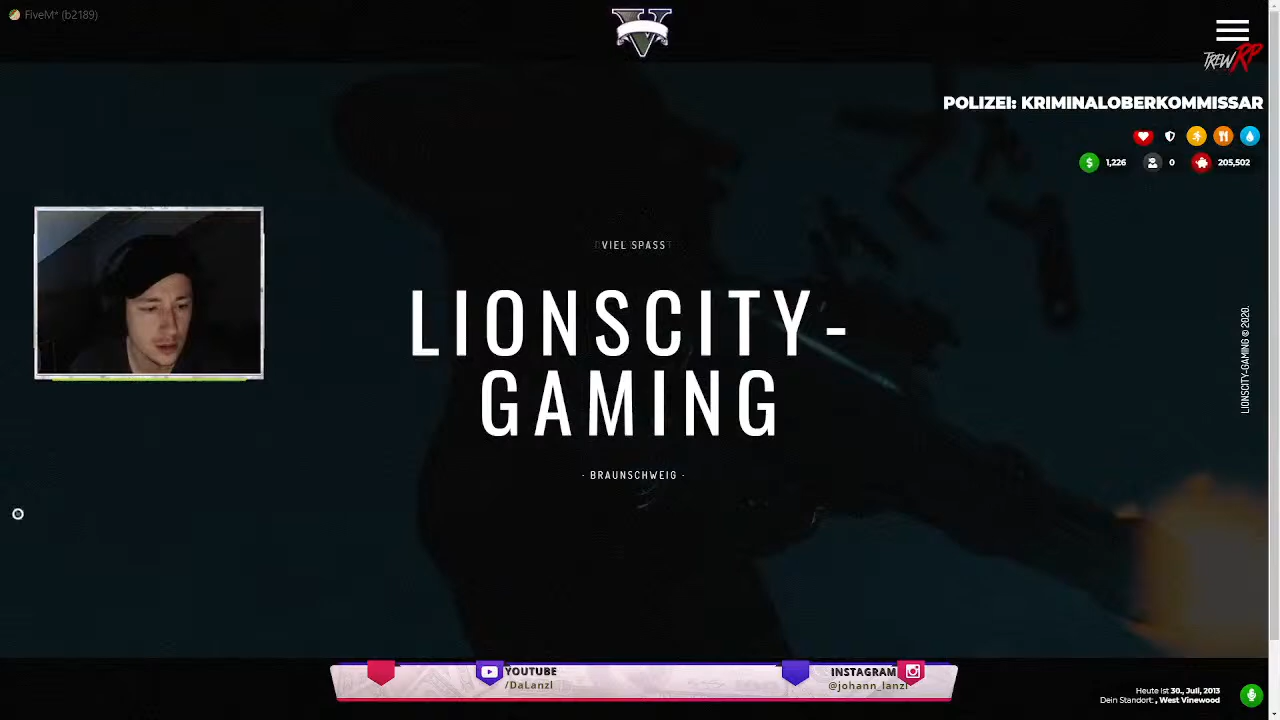 FiveM* (b2189)
V
TREWRP
POLIZEI: KRIMINALOBERKOMMISSAR
1,226
0
205,502
VIEL SPASS
LIONSCITY-
GAMING
· BRAUNSCHWEIG ·
LIONSCITY-GAMING © 2020.
YOUTUBE
/DaLanzl
INSTAGRAM
@johann_lanzl
Heute ist 30., Juli, 2013
Dein Standort: , West Vinewood